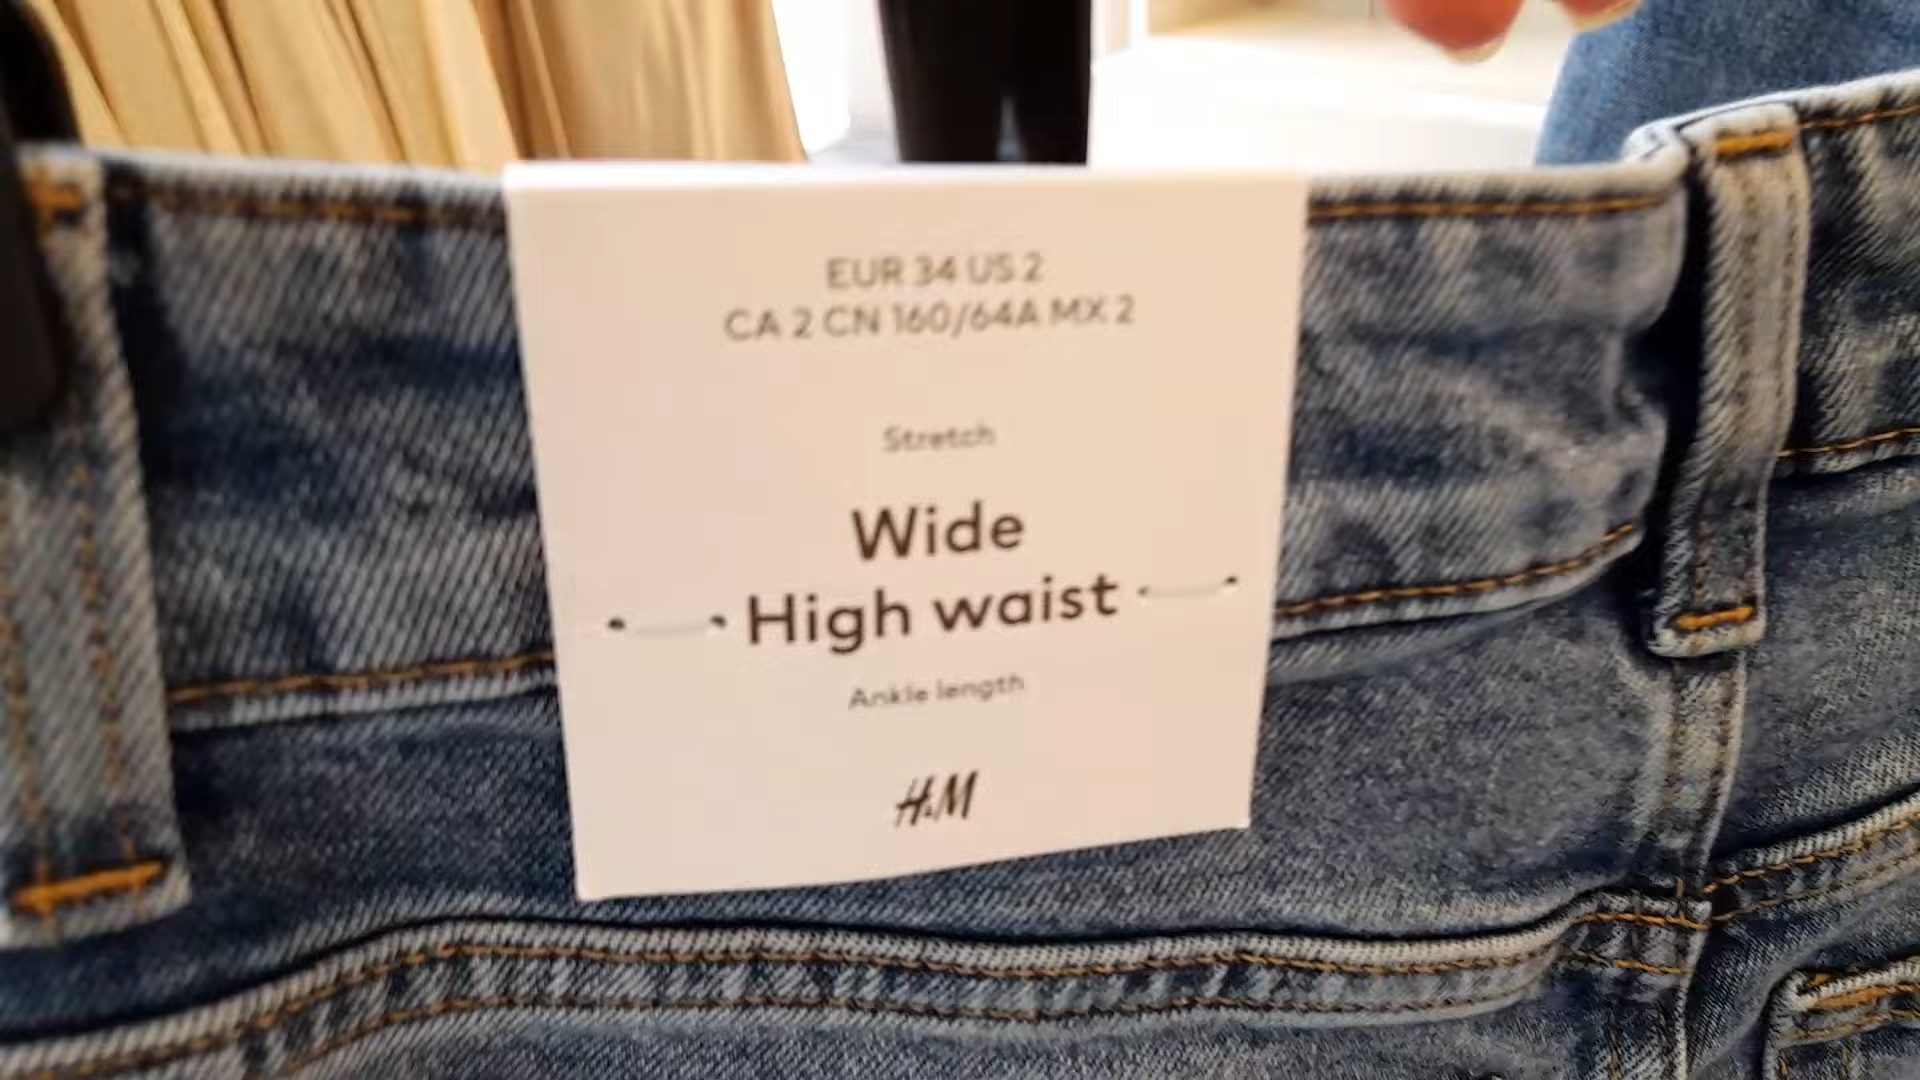 EUR 34 US 2
CA 2 CN 160/64A MX 2
Stretch
Wide
High waist
Ankle length
H&M